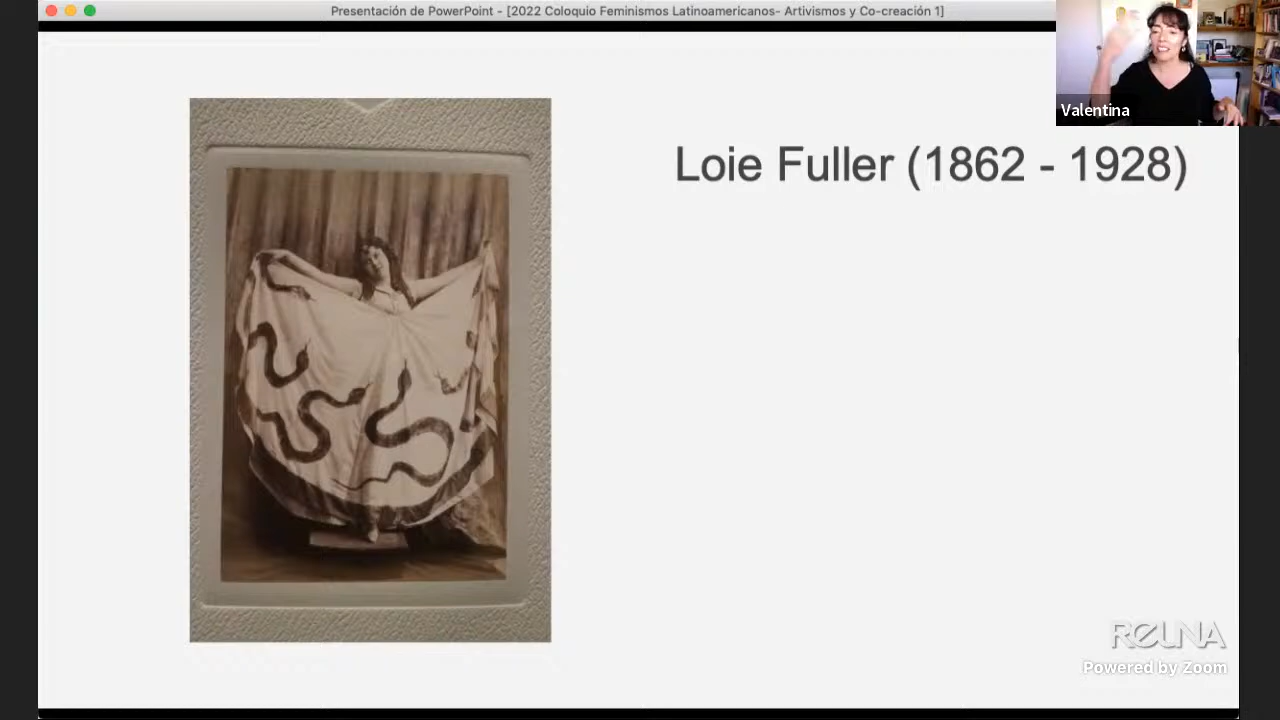 Presentación de PowerPoint - [2022 Coloquio Feminismos Latinoamericanos- Artivismos y Co-creación 1]
Valentina
Loie Fuller (1862 - 1928)
REUNA
Powered by Zoom